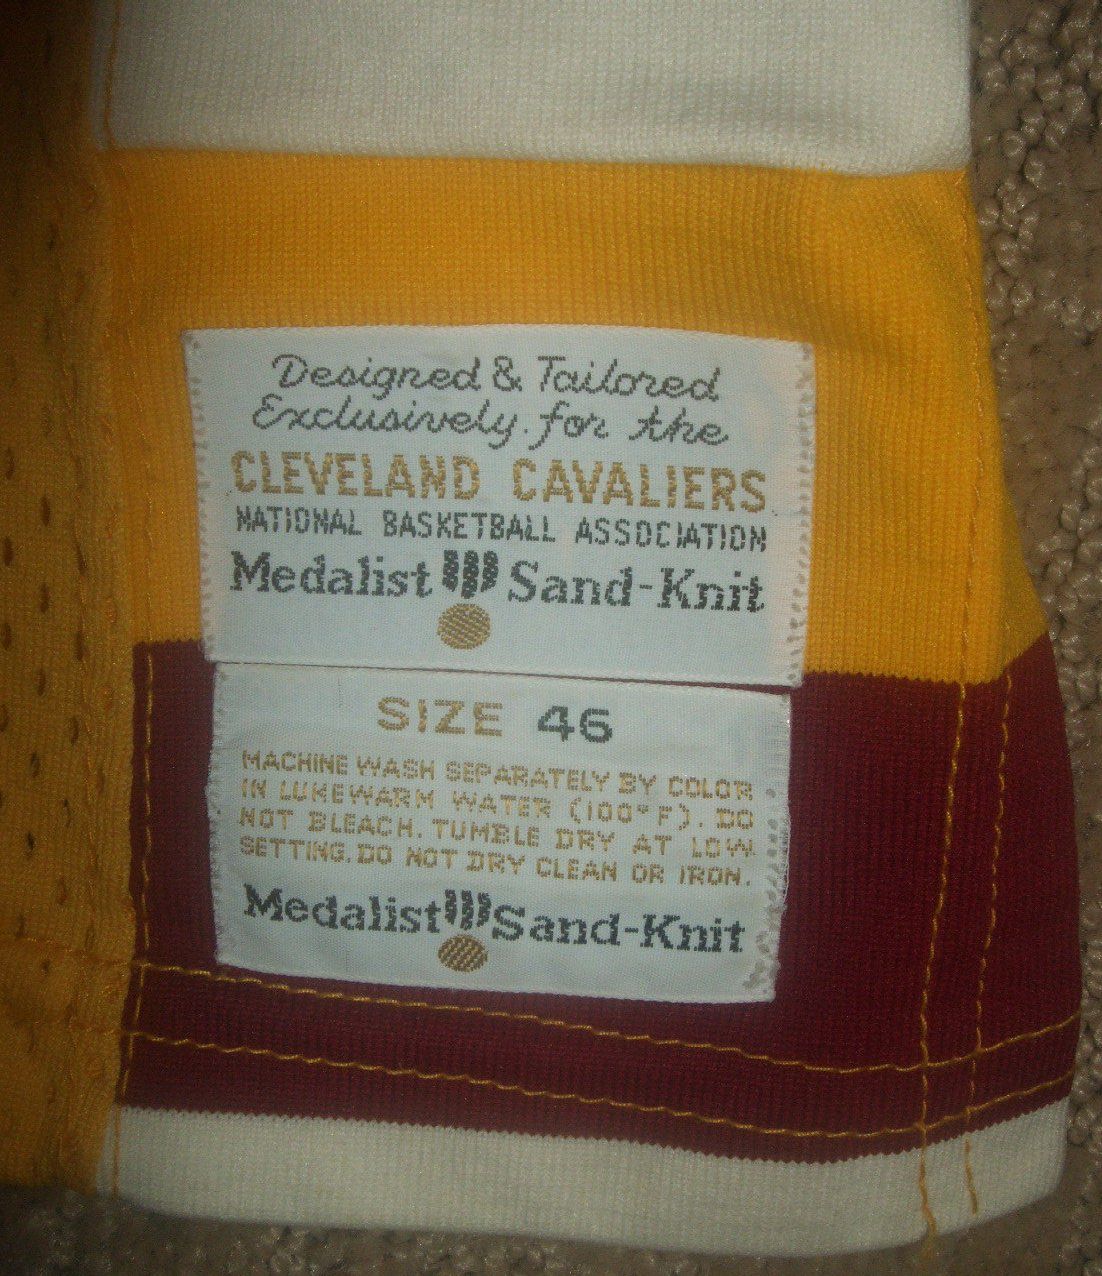 Designed & Tailored
Exclusively for the
CLEVELAND CAVALIERS
NATIONAL BASKETBALL ASSOCIATION
Medalist Sand-Knit
SIZE 46
MACHINE WASH SEPARATELY BY COLOR
IN LUKEWARM WATER (100°F). DO
NOT BLEACH. TUMBLE DRY AT LOW
SETTING. DO NOT DRY CLEAN OR IRON.
Medalist Sand-Knit